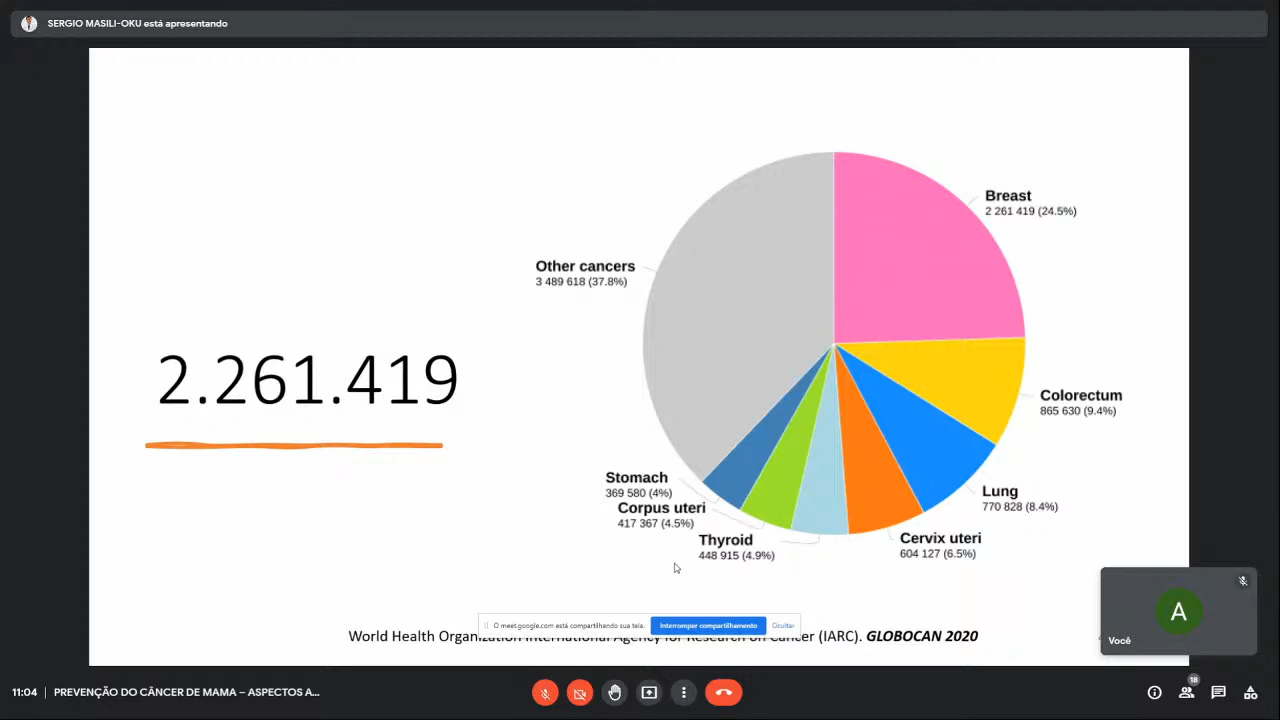 SERGIO MASILI-OKU está apresentando
Breast
2 261 419 (24.5%)
Other cancers
3 489 618 (37.8%)
2.261.419
Colorectum
865 630 (9.4%)
Stomach
369 580 (4%)
Lung
770 828 (8.4%)
Corpus uteri
417 367 (4.5%)
Thyroid
448 915 (4.9%)
Cervix uteri
604 127 (6.5%)
A
Você
O meet.google.com está compartilhando sua tela.
Interromper compartilhamento
Ocultar
World Health Organization International Agency for Research on Cancer (IARC). GLOBOCAN 2020
11:04 | PREVENÇÃO DO CÂNCER DE MAMA – ASPECTOS A...
18